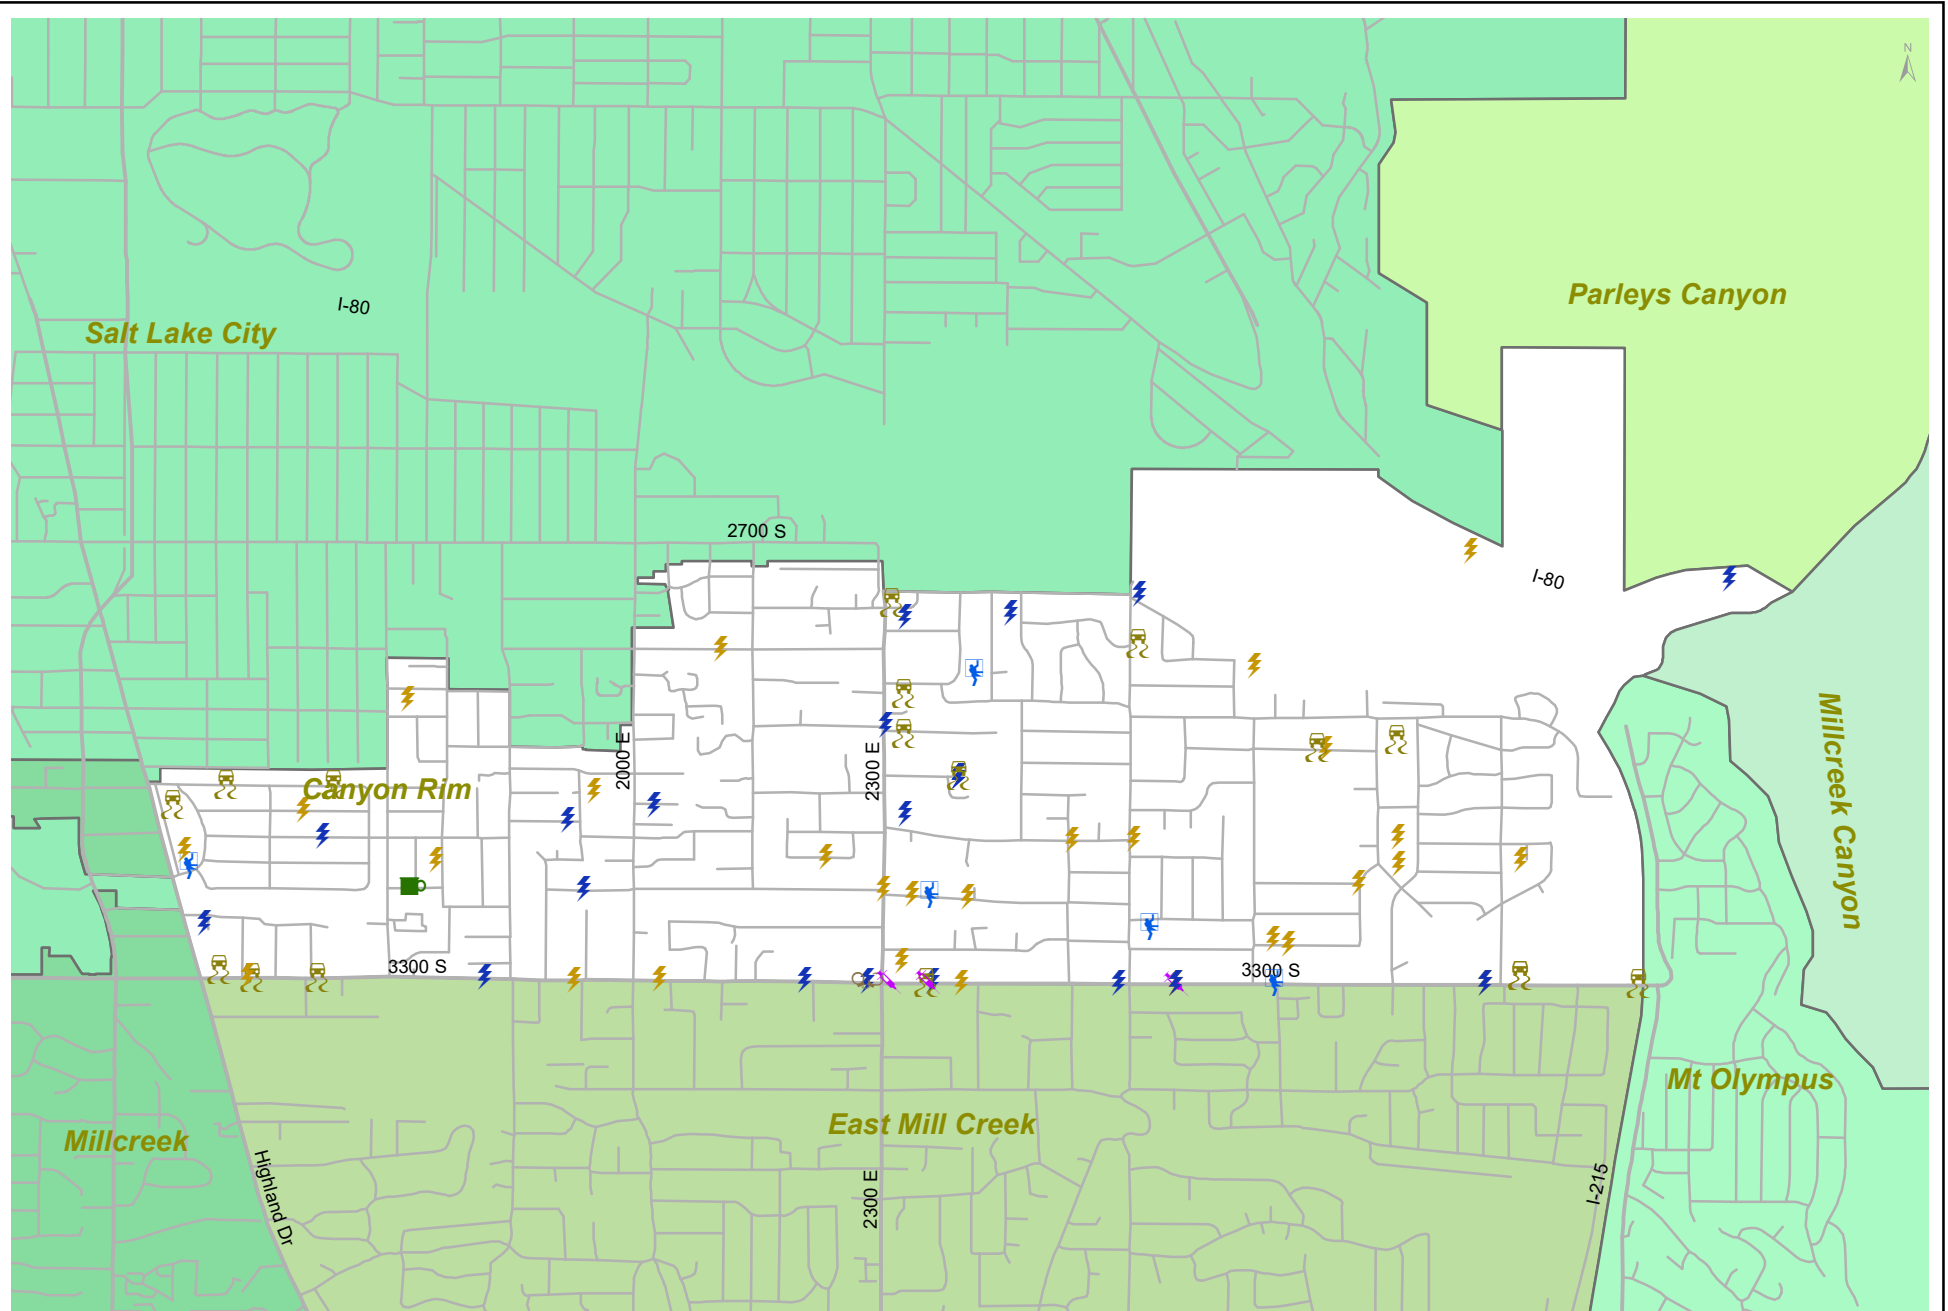 N
Parleys Canyon
I-80
Salt Lake City
2700 S
I-80
Millcreek Canyon
2000 E
2300 E
Canyon Rim
3300 S
3300 S
Mt Olympus
East Mill Creek
Millcreek
Highland Dr
2300 E
I-215